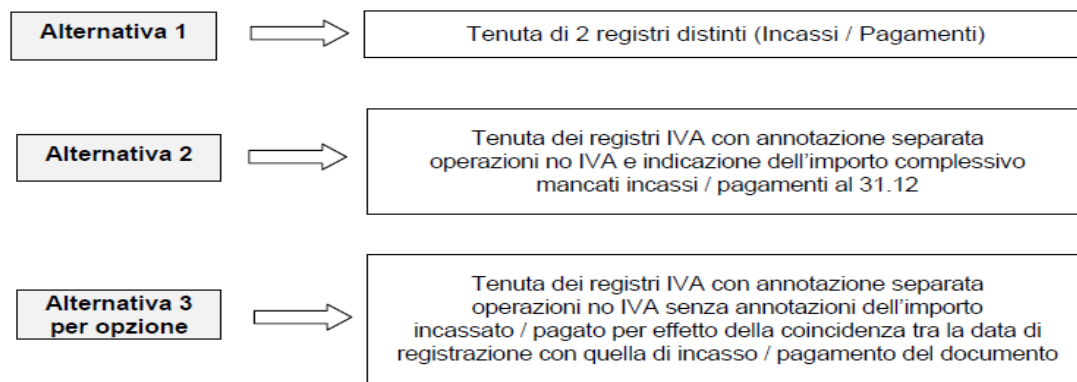 Alternativa 1
Tenuta di 2 registri distinti (Incassi / Pagamenti)
Alternativa 2
Tenuta dei registri IVA con annotazione separata
operazioni no IVA e indicazione dell'importo complessivo
mancati incassi / pagamenti al 31.12
Alternativa 3
per opzione
Tenuta dei registri IVA con annotazione separata
operazioni no IVA senza annotazioni dell'importo
incassato / pagato per effetto della coincidenza tra la data di
registrazione con quella di incasso / pagamento del documento